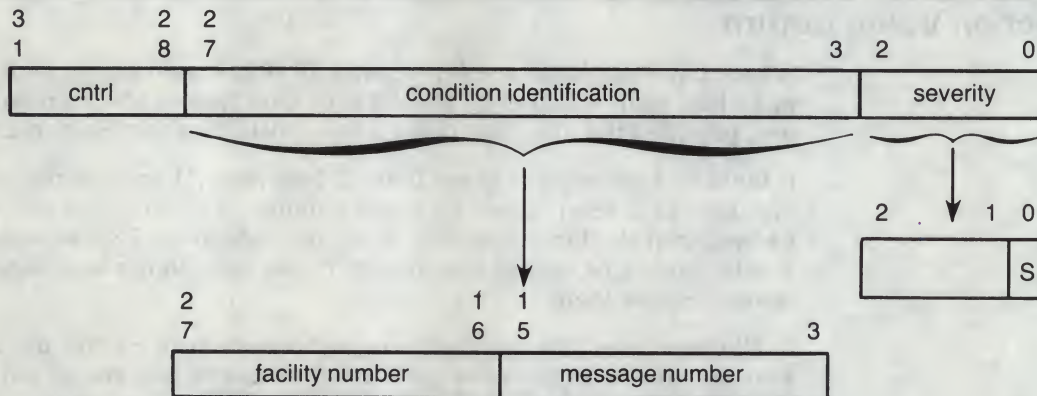 3 2 2
1 8 7 3 2 0
cntrl condition identification severity
2 1 0
S
2 1 1
7 6 5 3
facility number message number